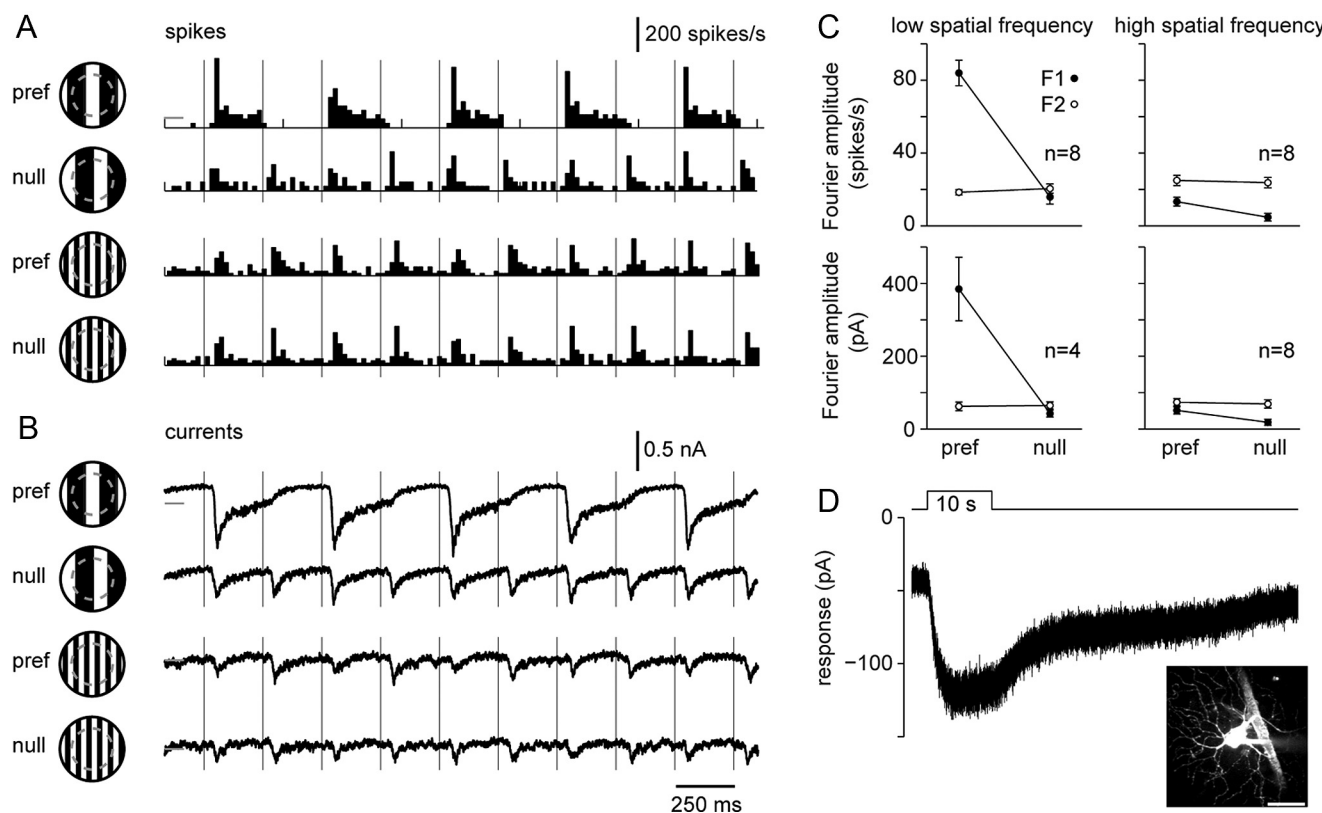 A
spikes
200 spikes/s
pref
null
pref
null
B
currents
0.5 nA
pref
null
pref
null
250 ms
C
low spatial frequency
high spatial frequency
Fourier amplitude
(spikes/s)
80
40
0
F1
F2
n=8
n=8
Fourier amplitude
(pA)
400
200
0
n=4
n=8
pref
null
pref
null
D
10 s
response (pA)
0
−100